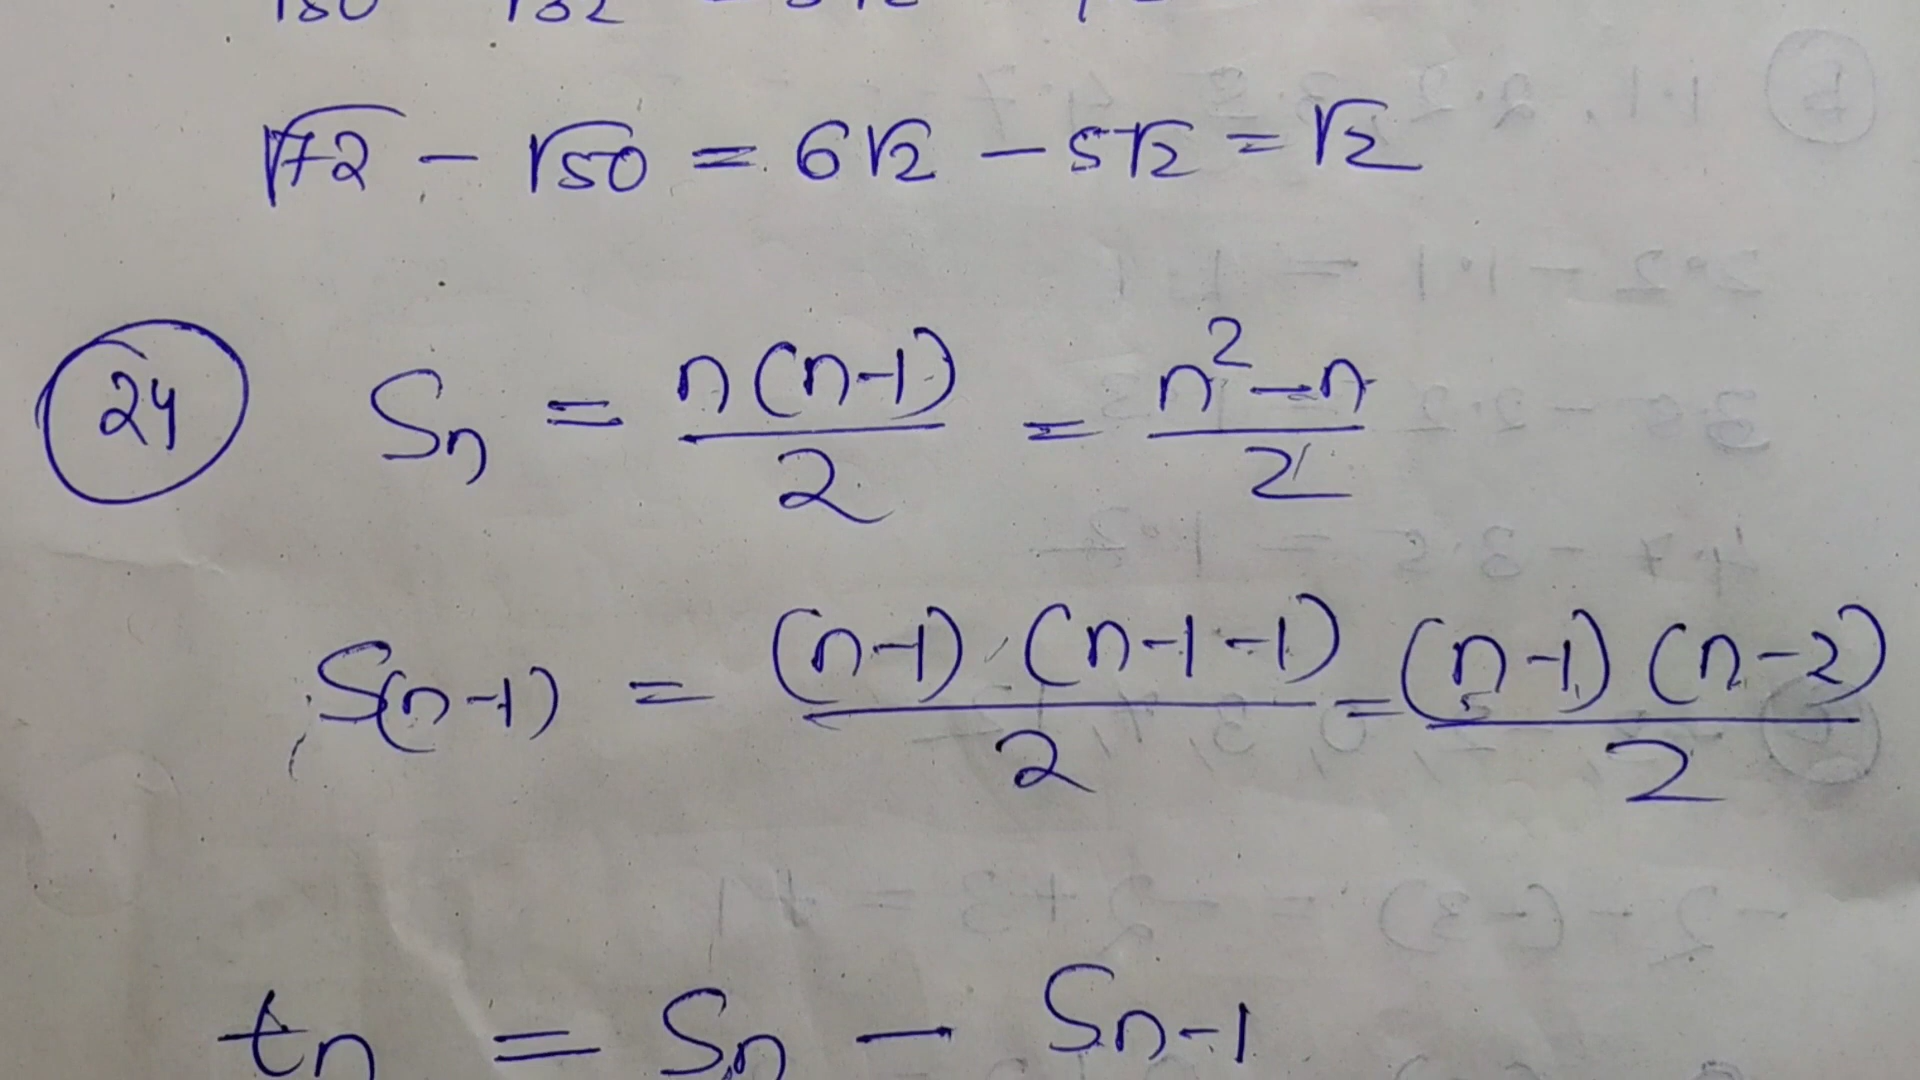 √72 - √50 = 6√2 - 5√2 = √2
24 Sn = n(n-1)/2 = n²-n/2
S(n-1) = (n-1)·(n-1-1)/2 = (n-1)(n-2)/2
tn = Sn - Sn-1